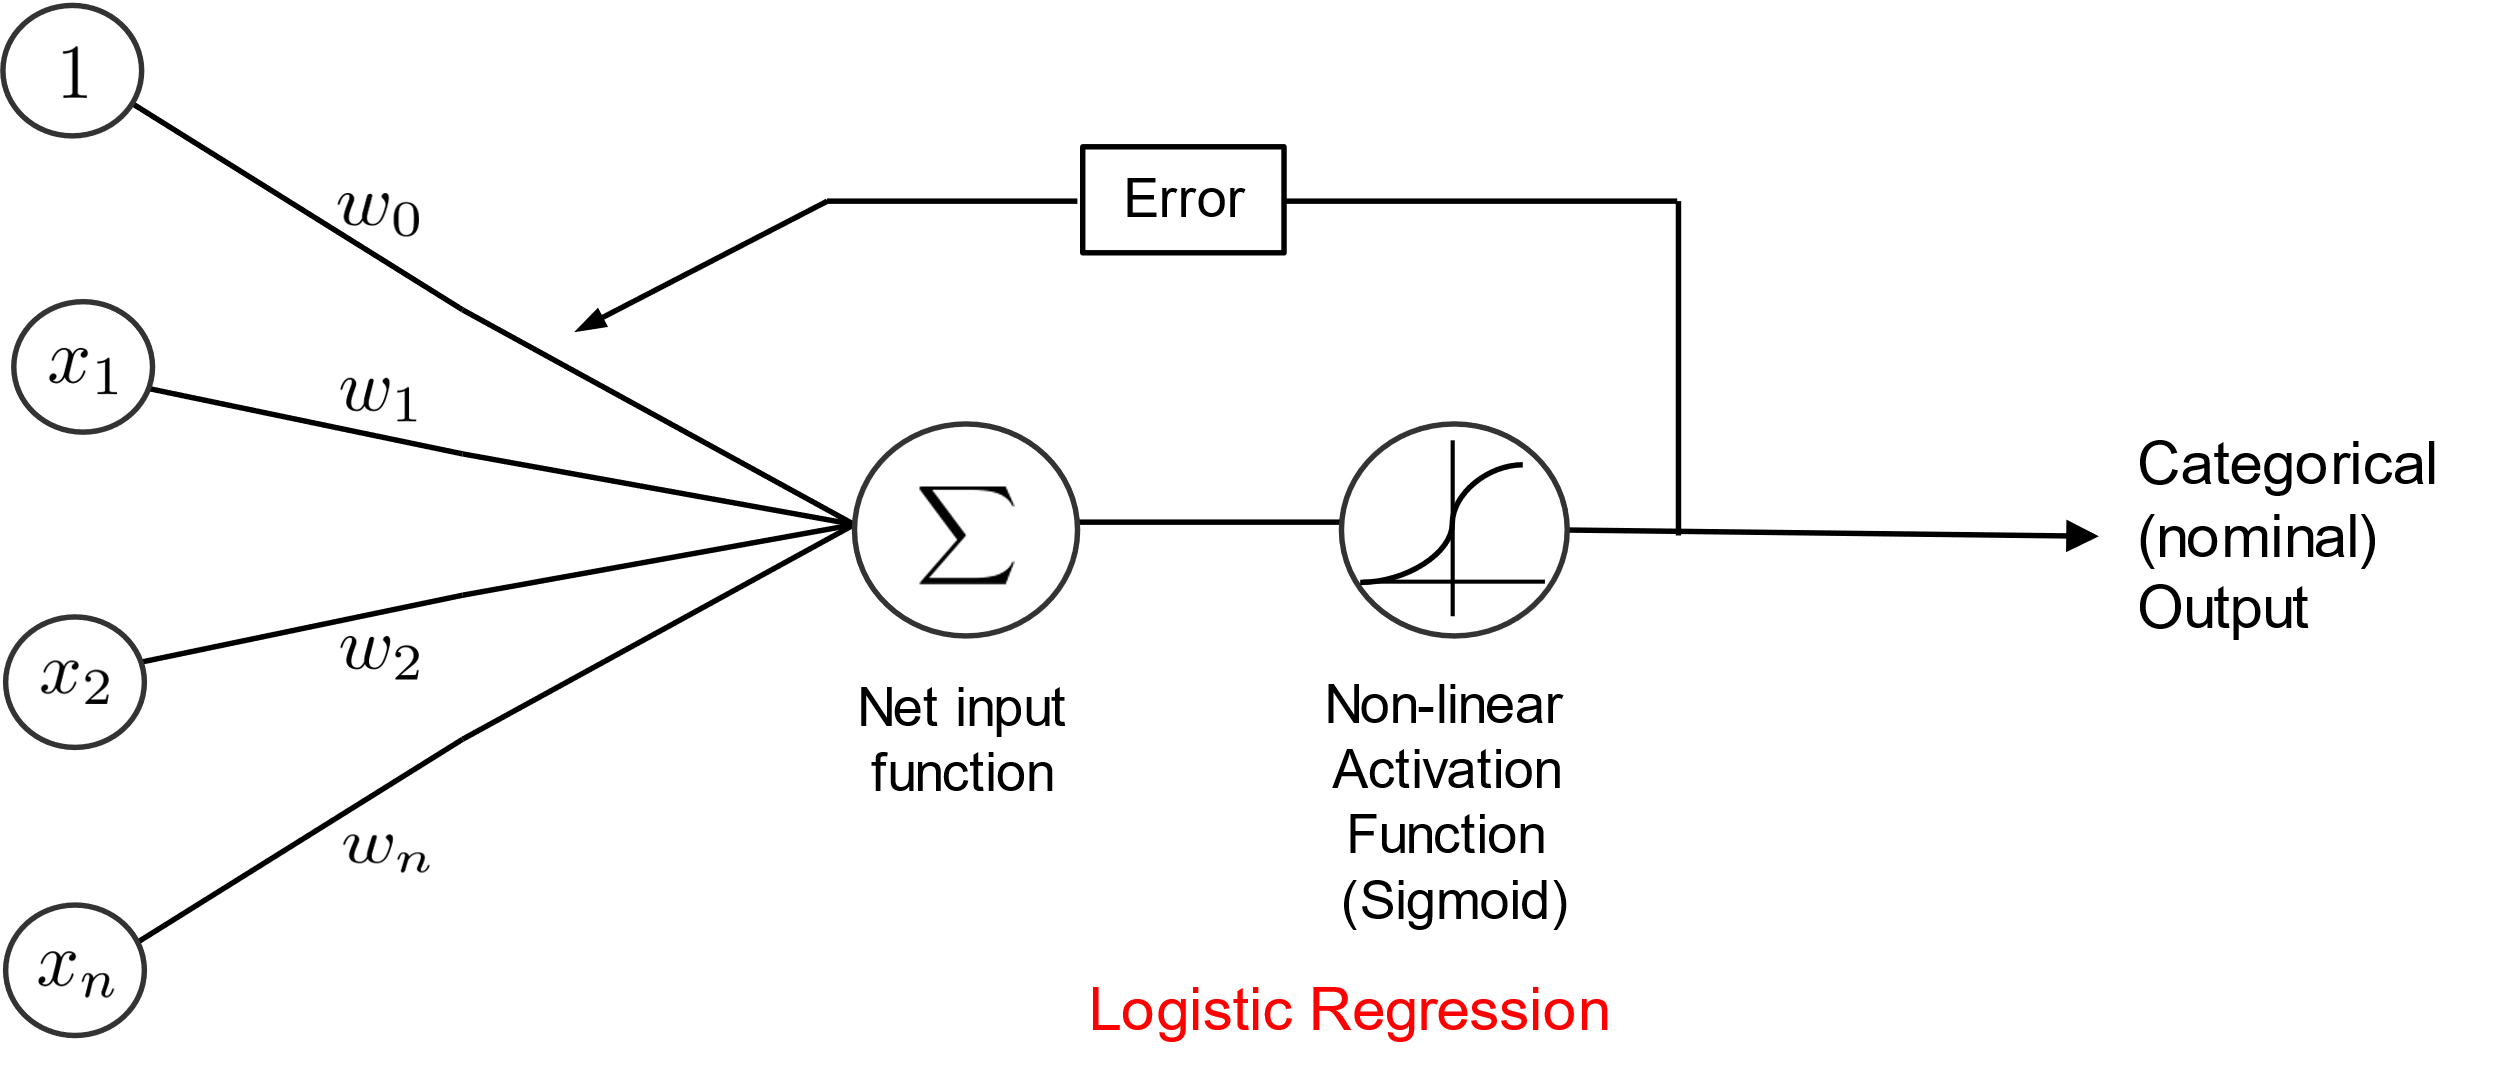 1
w₀
Error
x₁
w₁
Σ
Categorical
(nominal)
Output
x₂
w₂
Net input
function
Non-linear
Activation
Function
(Sigmoid)
wₙ
xₙ
Logistic Regression